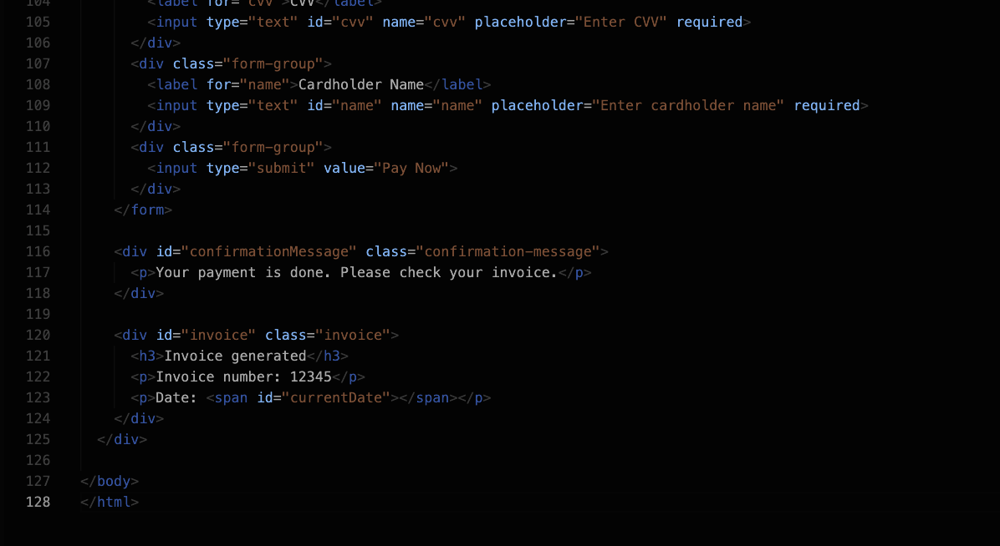 104 <label for="cvv">CVV</label>
105 <input type="text" id="cvv" name="cvv" placeholder="Enter CVV" required>
106 </div>
107 <div class="form-group">
108 <label for="name">Cardholder Name</label>
109 <input type="text" id="name" name="name" placeholder="Enter cardholder name" required>
110 </div>
111 <div class="form-group">
112 <input type="submit" value="Pay Now">
113 </div>
114 </form>
115
116 <div id="confirmationMessage" class="confirmation-message">
117 <p>Your payment is done. Please check your invoice.</p>
118 </div>
119
120 <div id="invoice" class="invoice">
121 <h3>Invoice generated</h3>
122 <p>Invoice number: 12345</p>
123 <p>Date: <span id="currentDate"></span></p>
124 </div>
125 </div>
126
127 </body>
128 </html>